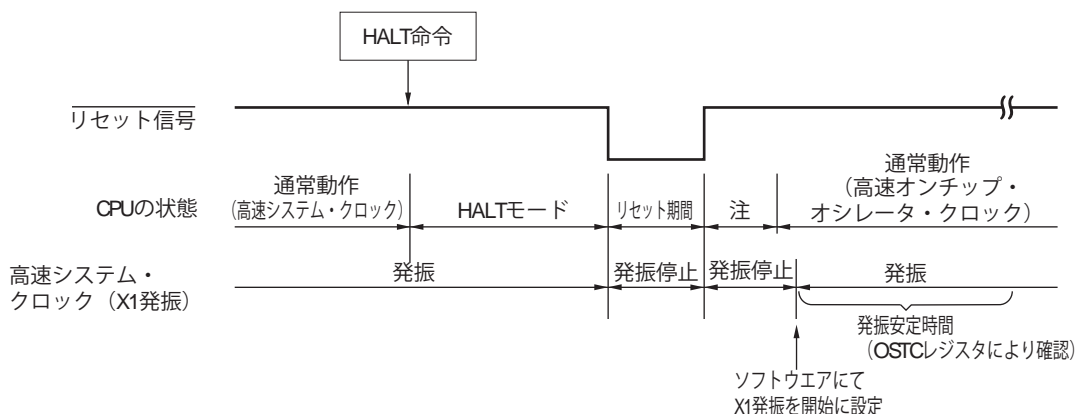 HALT命令
リセット信号
通常動作
(高速システム・クロック)
HALTモード
リセット期間
注
通常動作
(高速オンチップ・
オシレータ・クロック)
CPUの状態
高速システム・
クロック(X1発振)
発振
発振停止
発振停止
発振
発振安定時間
(OSTCレジスタにより確認)
ソフトウエアにて
X1発振を開始に設定